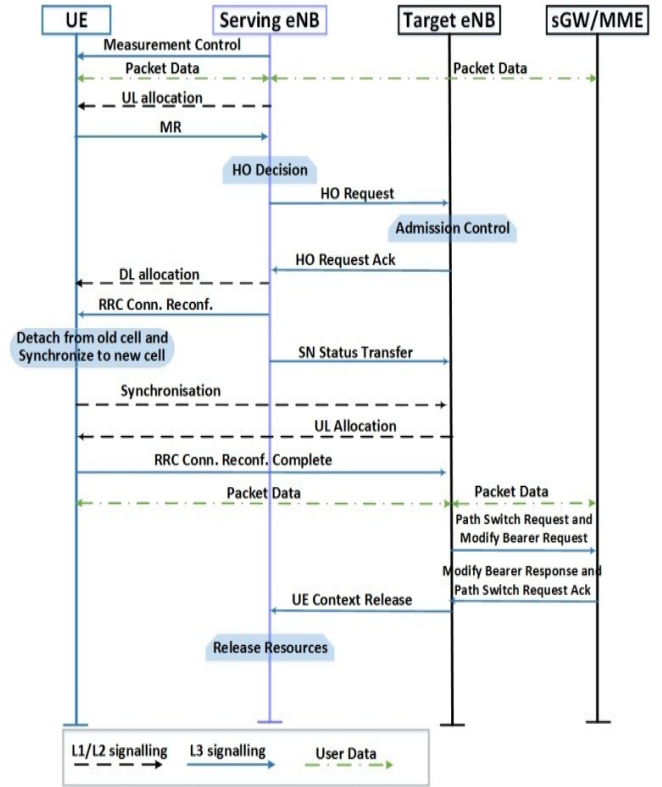 UE
Serving eNB
Target eNB
sGW/MME
Measurement Control
Packet Data
Packet Data
UL allocation
MR
HO Decision
HO Request
Admission Control
HO Request Ack
DL allocation
RRC Conn. Reconf.
Detach from old cell and
Synchronize to new cell
SN Status Transfer
Synchronisation
UL Allocation
RRC Conn. Reconf. Complete
Packet Data
Packet Data
Path Switch Request and
Modify Bearer Request
Modify Bearer Response and
Path Switch Request Ack
UE Context Release
Release Resources
L1/L2 signalling
L3 signalling
User Data